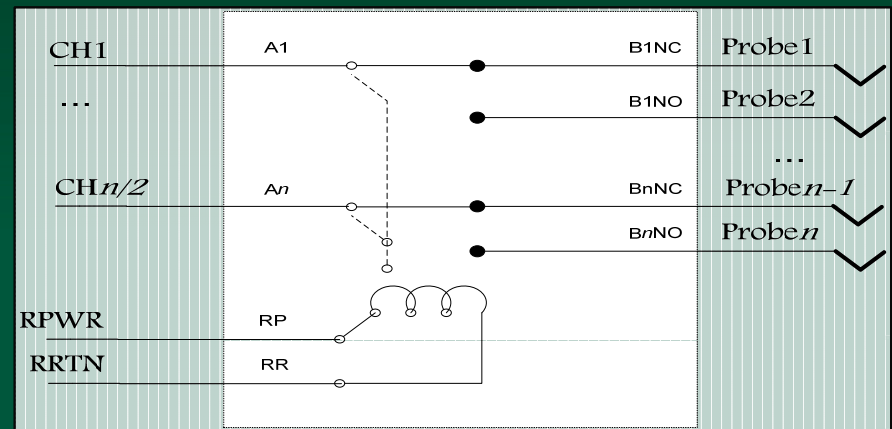 CH1 A1 B1NC Probe1
... B1NO Probe2
...
CHn/2 An BnNC Proben-1
BnNO Proben
RPWR RP
RRTN RR